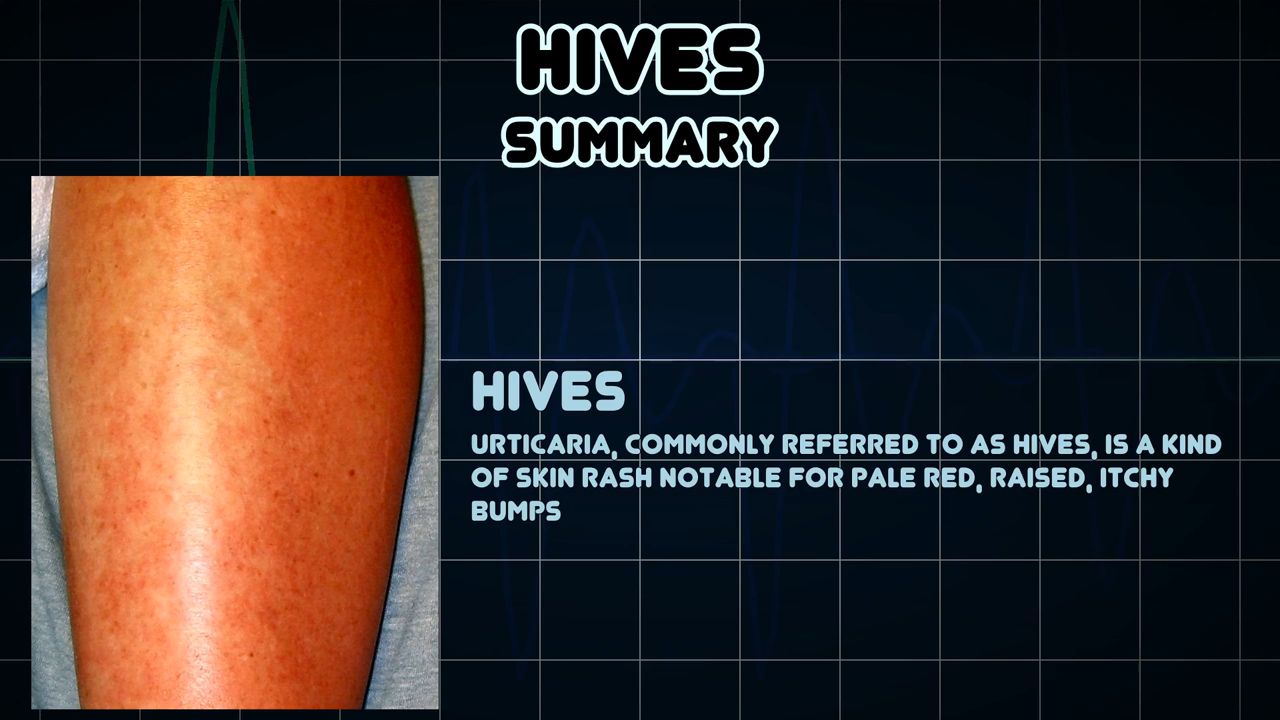 HIVES
SUMMARY
HIVES
URTICARIA, COMMONLY REFERRED TO AS HIVES, IS A KIND
OF SKIN RASH NOTABLE FOR PALE RED, RAISED, ITCHY
BUMPS